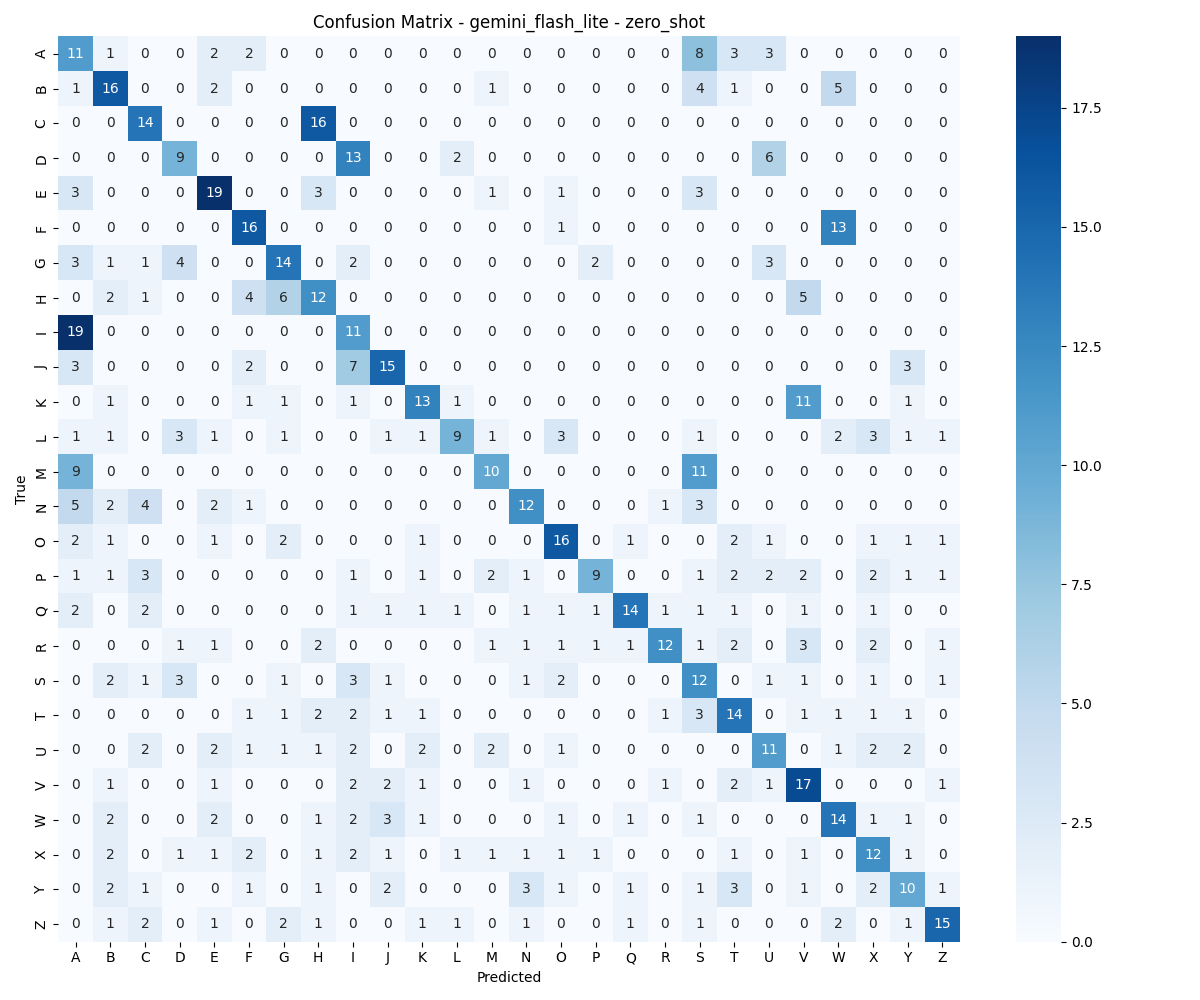 Confusion Matrix - gemini_flash_lite - zero_shot
A 11 1 0 0 2 2 0 0 0 0 0 0 0 0 0 0 0 0 8 3 3 0 0 0 0 0
B 1 16 0 0 2 0 0 0 0 0 0 0 1 0 0 0 0 0 4 1 0 0 5 0 0 0
C 0 0 14 0 0 0 0 16 0 0 0 0 0 0 0 0 0 0 0 0 0 0 0 0 0 0
D 0 0 0 9 0 0 0 0 13 0 0 2 0 0 0 0 0 0 0 0 6 0 0 0 0 0
E 3 0 0 0 19 0 0 3 0 0 0 0 1 0 1 0 0 0 3 0 0 0 0 0 0 0
F 0 0 0 0 0 16 0 0 0 0 0 0 0 0 1 0 0 0 0 0 0 0 13 0 0 0
G 3 1 1 4 0 0 14 0 2 0 0 0 0 0 0 2 0 0 0 0 3 0 0 0 0 0
H 0 2 1 0 0 4 6 12 0 0 0 0 0 0 0 0 0 0 0 0 0 5 0 0 0 0
I 19 0 0 0 0 0 0 0 11 0 0 0 0 0 0 0 0 0 0 0 0 0 0 0 0 0
J 3 0 0 0 0 2 0 0 7 15 0 0 0 0 0 0 0 0 0 0 0 0 0 0 3 0
K 0 1 0 0 0 1 1 0 1 0 13 1 0 0 0 0 0 0 0 0 0 11 0 0 1 0
L 1 1 0 3 1 0 1 0 0 1 1 9 1 0 3 0 0 0 1 0 0 0 2 3 1 1
M 9 0 0 0 0 0 0 0 0 0 0 0 10 0 0 0 0 0 11 0 0 0 0 0 0 0
N 5 2 4 0 2 1 0 0 0 0 0 0 0 12 0 0 0 1 3 0 0 0 0 0 0 0
O 2 1 0 0 1 0 2 0 0 0 1 0 0 0 16 0 1 0 0 2 1 0 0 1 1 1
P 1 1 3 0 0 0 0 0 1 0 1 0 2 1 0 9 0 0 1 2 2 2 0 2 1 1
Q 2 0 2 0 0 0 0 0 1 1 1 1 0 1 1 1 14 1 1 1 0 1 0 1 0 0
R 0 0 0 1 1 0 0 2 0 0 0 0 1 1 1 1 1 12 1 2 0 3 0 2 0 1
S 0 2 1 3 0 0 1 0 3 1 0 0 0 1 2 0 0 0 12 0 1 1 0 1 0 1
T 0 0 0 0 0 1 1 2 2 1 1 0 0 0 0 0 0 1 3 14 0 1 1 1 1 0
U 0 0 2 0 2 1 1 1 2 0 2 0 2 0 1 0 0 0 0 0 11 0 1 2 2 0
V 0 1 0 0 1 0 0 0 2 2 1 0 0 1 0 0 0 1 0 2 1 17 0 0 0 1
W 0 2 0 0 2 0 0 1 2 3 1 0 0 0 1 0 1 0 1 0 0 0 14 1 1 0
X 0 2 0 1 1 2 0 1 2 1 0 1 1 1 1 1 0 0 0 1 0 1 0 12 1 0
Y 0 2 1 0 0 1 0 1 0 2 0 0 0 3 1 0 1 0 1 3 0 1 0 2 10 1
Z 0 1 2 0 1 0 2 1 0 0 1 1 0 1 0 0 1 0 1 0 0 0 2 0 1 15
A B C D E F G H I J K L M N O P Q R S T U V W X Y Z
True
Predicted
17.5
15.0
12.5
10.0
7.5
5.0
2.5
0.0